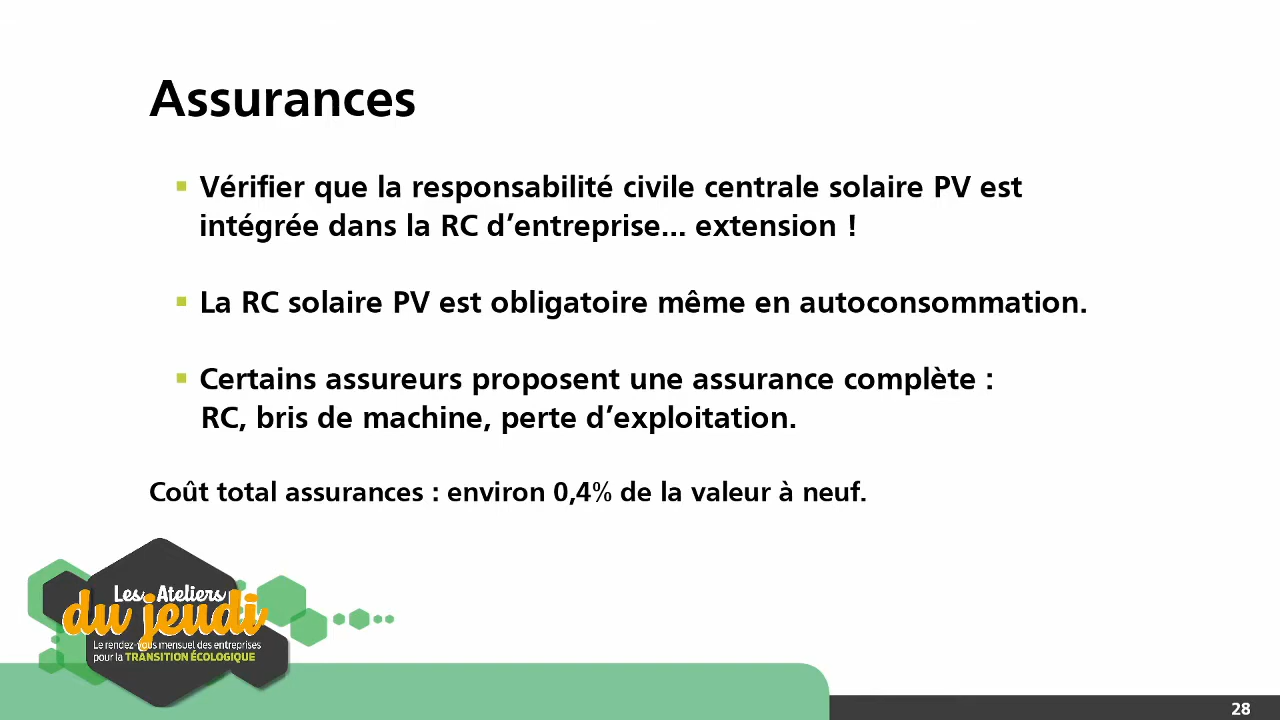 Assurances
▪ Vérifier que la responsabilité civile centrale solaire PV est
intégrée dans la RC d’entreprise... extension !
▪ La RC solaire PV est obligatoire même en autoconsommation.
▪ Certains assureurs proposent une assurance complète :
RC, bris de machine, perte d’exploitation.
Coût total assurances : environ 0,4% de la valeur à neuf.
Les Ateliers
du jeudi
Le rendez-vous mensuel des entreprises
pour la TRANSITION ÉCOLOGIQUE
28